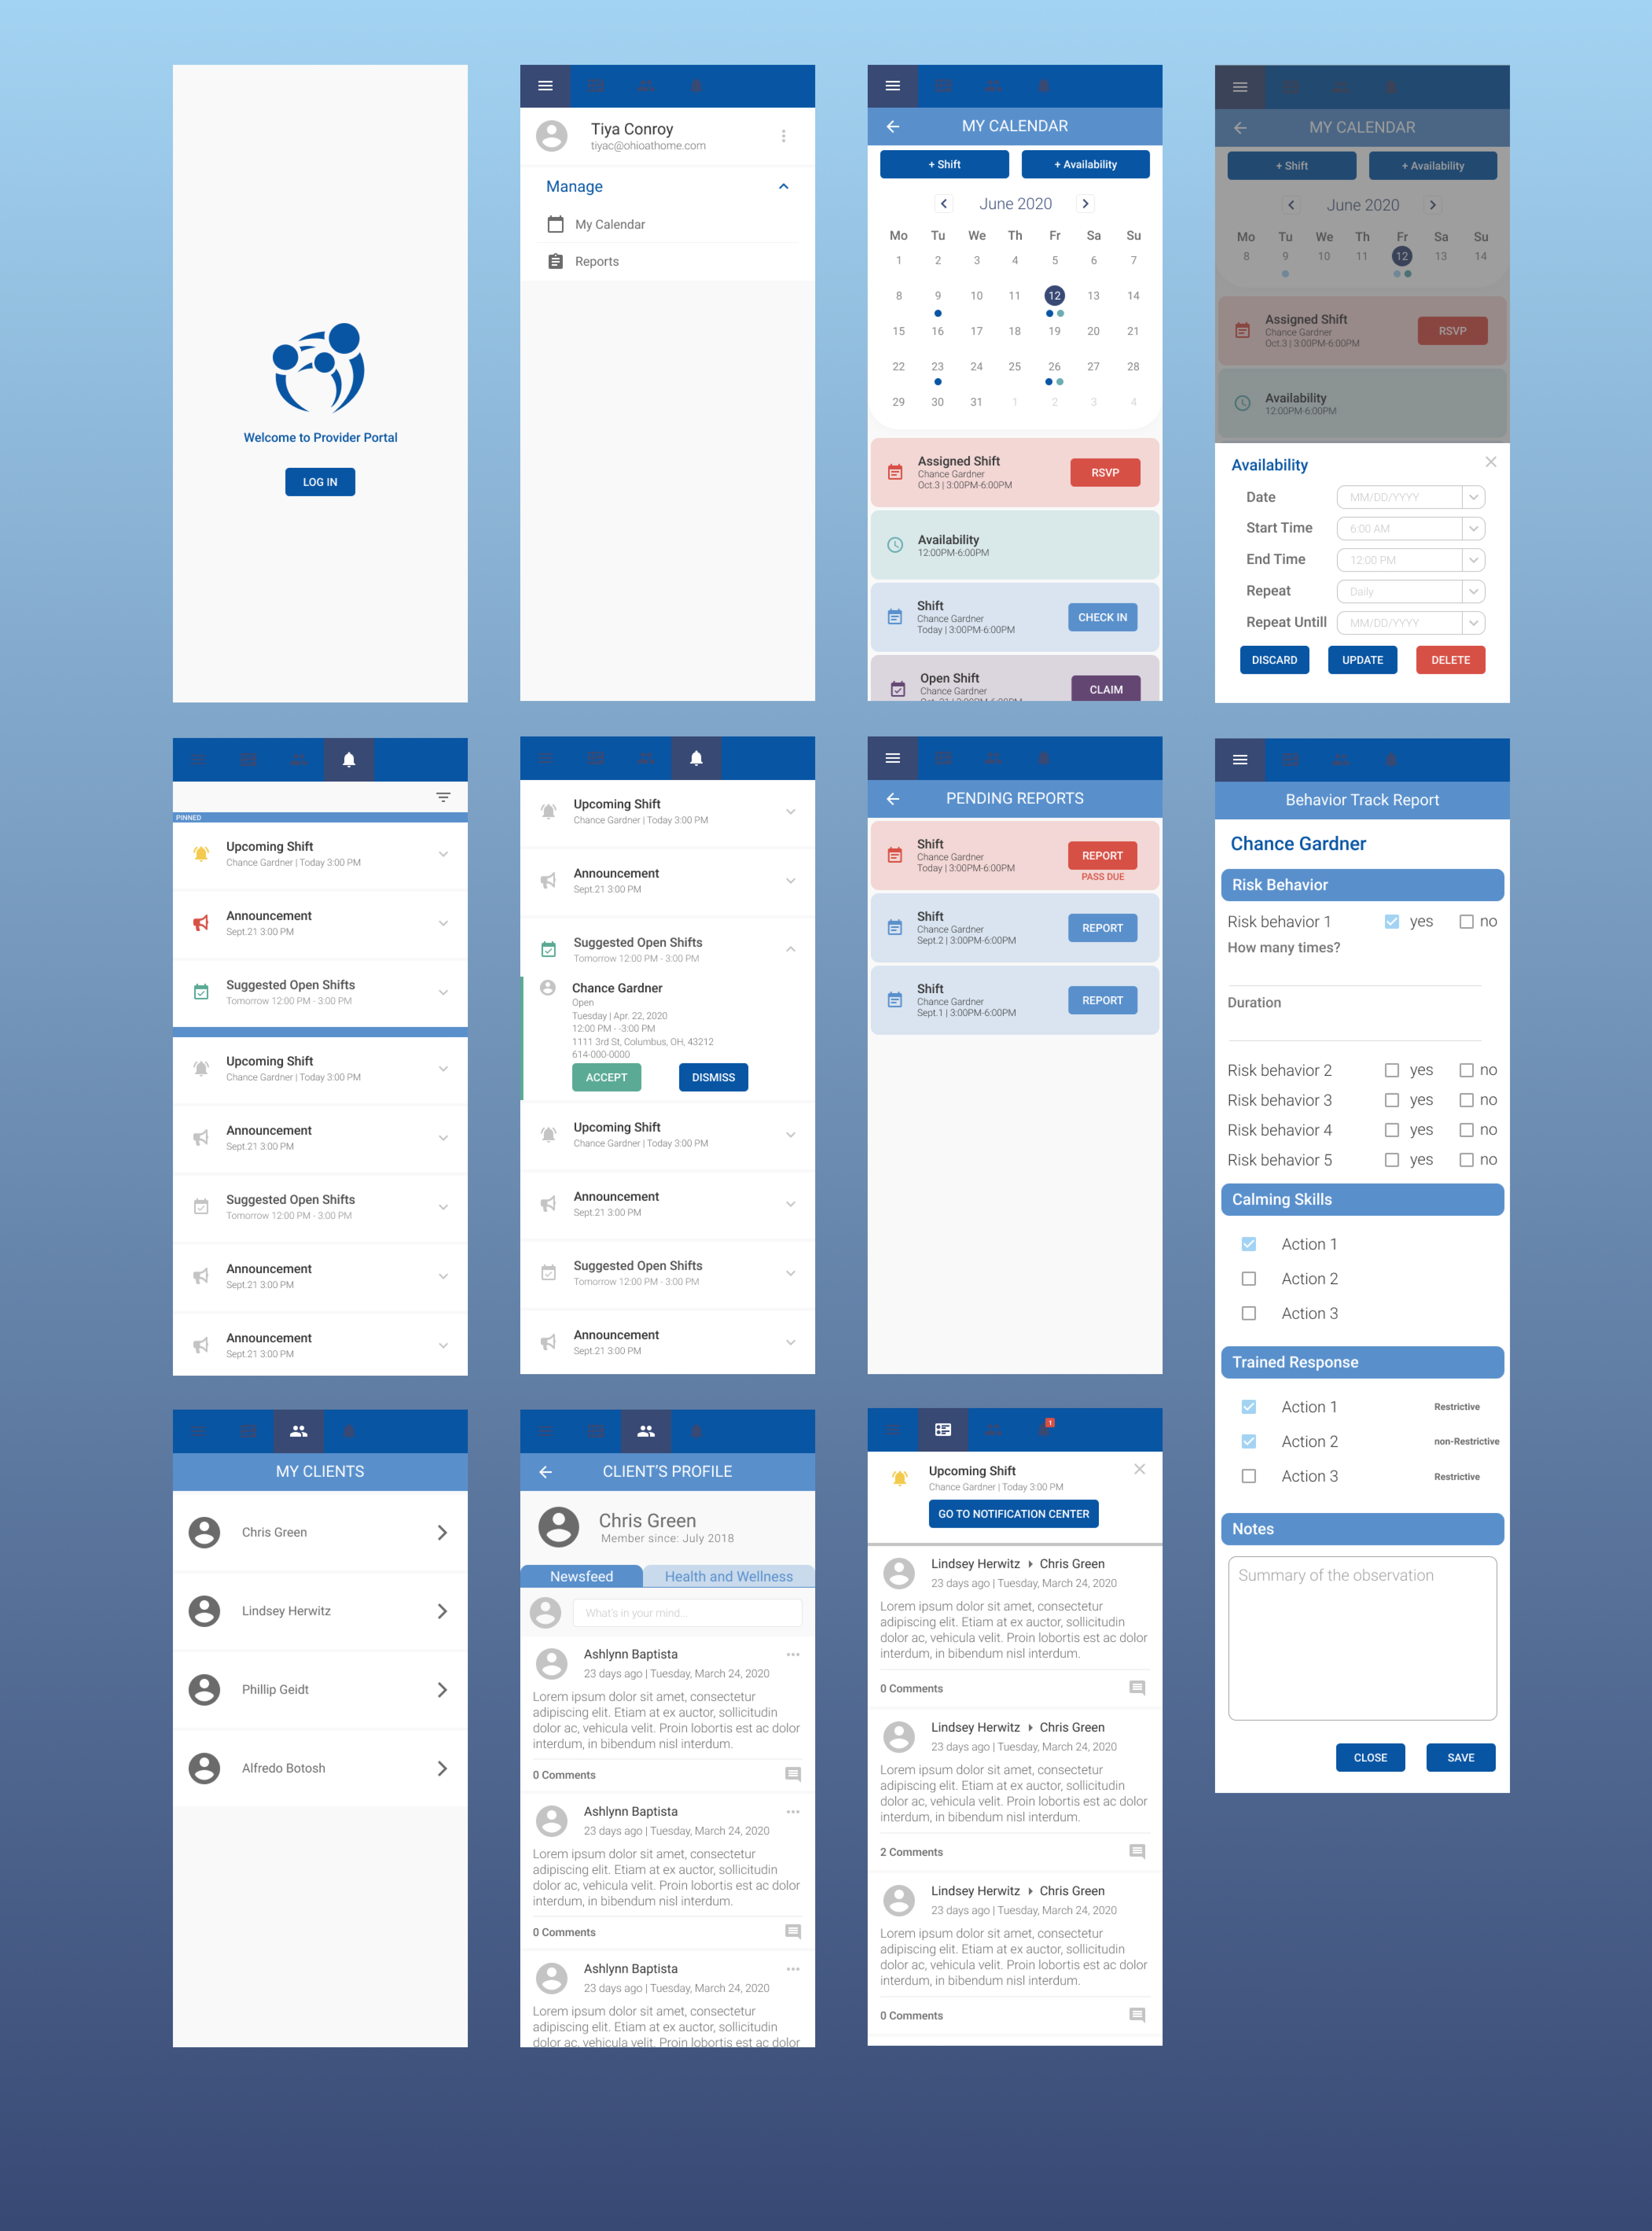 Welcome to Provider Portal
LOG IN
Tiya Conroy
tiyac@ohioathome.com
Manage
My Calendar
Reports
MY CALENDAR
+ Shift + Availability
June 2020
Mo Tu We Th Fr Sa Su
1 2 3 4 5 6 7
8 9 10 11 12 13 14
15 16 17 18 19 20 21
22 23 24 25 26 27 28
29 30 31 1 2 3 4
Assigned Shift
Chance Gardner
Oct.3 | 3:00PM-6:00PM
RSVP
Availability
12:00PM-6:00PM
Shift
Chance Gardner
Today | 3:00PM-6:00PM
CHECK IN
Open Shift
Chance Gardner
CLAIM
MY CALENDAR
+ Shift + Availability
June 2020
Mo Tu We Th Fr Sa Su
8 9 10 11 12 13 14
Assigned Shift
Chance Gardner
Oct.3 | 3:00PM-6:00PM
RSVP
Availability
12:00PM-6:00PM
Availability
Date MM/DD/YYYY
Start Time 6:00 AM
End Time 12:00 PM
Repeat Daily
Repeat Untill MM/DD/YYYY
DISCARD UPDATE DELETE
PINNED
Upcoming Shift
Chance Gardner | Today 3:00 PM
Announcement
Sept.21 3:00 PM
Suggested Open Shifts
Tomorrow 12:00 PM - 3:00 PM
Upcoming Shift
Chance Gardner | Today 3:00 PM
Announcement
Sept.21 3:00 PM
Suggested Open Shifts
Tomorrow 12:00 PM - 3:00 PM
Announcement
Sept.21 3:00 PM
Announcement
Sept.21 3:00 PM
Upcoming Shift
Chance Gardner | Today 3:00 PM
Announcement
Sept.21 3:00 PM
Suggested Open Shifts
Tomorrow 12:00 PM - 3:00 PM
Chance Gardner
Open
Tuesday | Apr. 22, 2020
12:00 PM - -3:00 PM
1111 3rd St, Columbus, OH, 43212
614-000-0000
ACCEPT DISMISS
Upcoming Shift
Chance Gardner | Today 3:00 PM
Announcement
Sept.21 3:00 PM
Suggested Open Shifts
Tomorrow 12:00 PM - 3:00 PM
Announcement
Sept.21 3:00 PM
PENDING REPORTS
Shift
Chance Gardner
Today | 3:00PM-6:00PM
REPORT
PASS DUE
Shift
Chance Gardner
Sept.2 | 3:00PM-6:00PM
REPORT
Shift
Chance Gardner
Sept.1 | 3:00PM-6:00PM
REPORT
Behavior Track Report
Chance Gardner
Risk Behavior
Risk behavior 1 yes no
How many times?
Duration
Risk behavior 2 yes no
Risk behavior 3 yes no
Risk behavior 4 yes no
Risk behavior 5 yes no
Calming Skills
Action 1
Action 2
Action 3
Trained Response
Action 1 Restrictive
Action 2 non-Restrictive
Action 3 Restrictive
Notes
Summary of the observation
CLOSE SAVE
MY CLIENTS
Chris Green
Lindsey Herwitz
Phillip Geidt
Alfredo Botosh
CLIENT'S PROFILE
Chris Green
Member since: July 2018
Newsfeed Health and Wellness
What's in your mind...
Ashlynn Baptista
23 days ago | Tuesday, March 24, 2020
Lorem ipsum dolor sit amet, consectetur
adipiscing elit. Etiam at ex auctor, sollicitudin
dolor ac, vehicula velit. Proin lobortis est ac dolor
interdum, in bibendum nisl interdum.
0 Comments
Ashlynn Baptista
23 days ago | Tuesday, March 24, 2020
Lorem ipsum dolor sit amet, consectetur
adipiscing elit. Etiam at ex auctor, sollicitudin
dolor ac, vehicula velit. Proin lobortis est ac dolor
interdum, in bibendum nisl interdum.
0 Comments
Ashlynn Baptista
23 days ago | Tuesday, March 24, 2020
Lorem ipsum dolor sit amet, consectetur
adipiscing elit. Etiam at ex auctor, sollicitudin
dolor ac, vehicula velit. Proin lobortis est ac dolor
1
Upcoming Shift
Chance Gardner | Today 3:00 PM
GO TO NOTIFICATION CENTER
Lindsey Herwitz Chris Green
23 days ago | Tuesday, March 24, 2020
Lorem ipsum dolor sit amet, consectetur
adipiscing elit. Etiam at ex auctor, sollicitudin
dolor ac, vehicula velit. Proin lobortis est ac dolor
interdum, in bibendum nisl interdum.
0 Comments
Lindsey Herwitz Chris Green
23 days ago | Tuesday, March 24, 2020
Lorem ipsum dolor sit amet, consectetur
adipiscing elit. Etiam at ex auctor, sollicitudin
dolor ac, vehicula velit. Proin lobortis est ac dolor
interdum, in bibendum nisl interdum.
2 Comments
Lindsey Herwitz Chris Green
23 days ago | Tuesday, March 24, 2020
Lorem ipsum dolor sit amet, consectetur
adipiscing elit. Etiam at ex auctor, sollicitudin
dolor ac, vehicula velit. Proin lobortis est ac dolor
interdum, in bibendum nisl interdum.
0 Comments